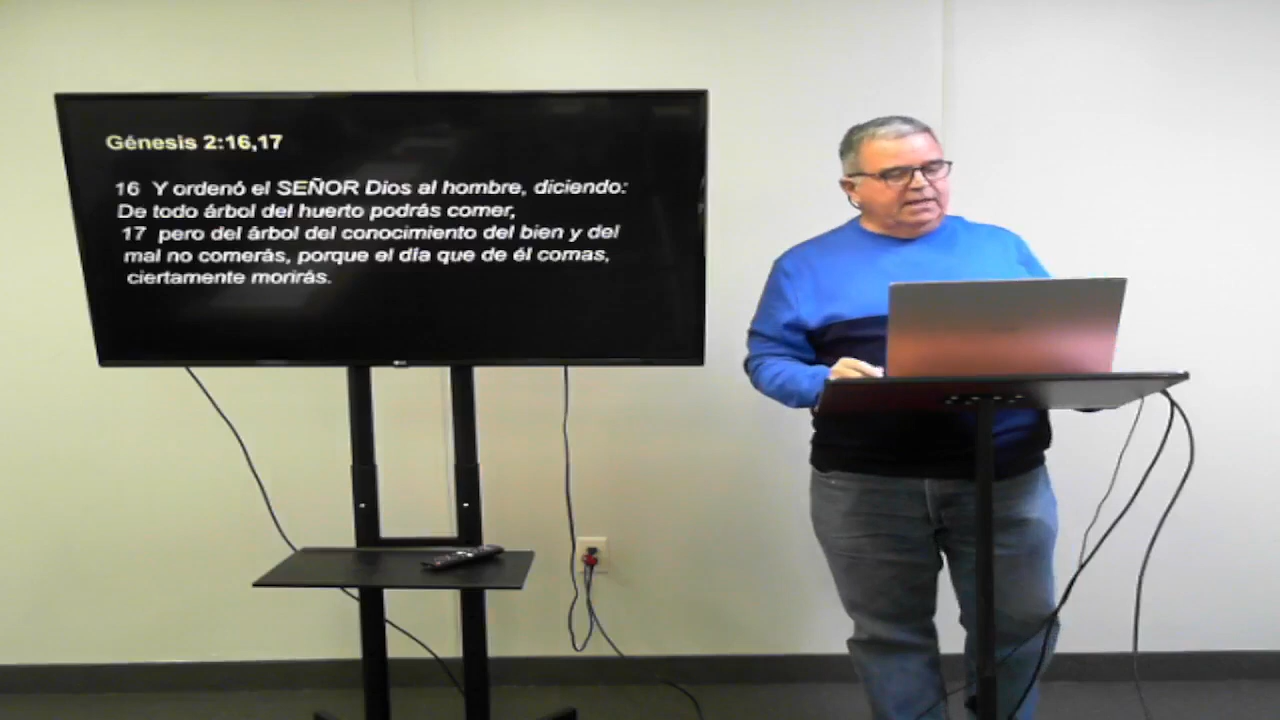 Génesis 2:16,17
16 Y ordenó el SEÑOR Dios al hombre, diciendo:
De todo árbol del huerto podrás comer,
17 pero del árbol del conocimiento del bien y del
mal no comerás, porque el día que de él comas,
ciertamente morirás.